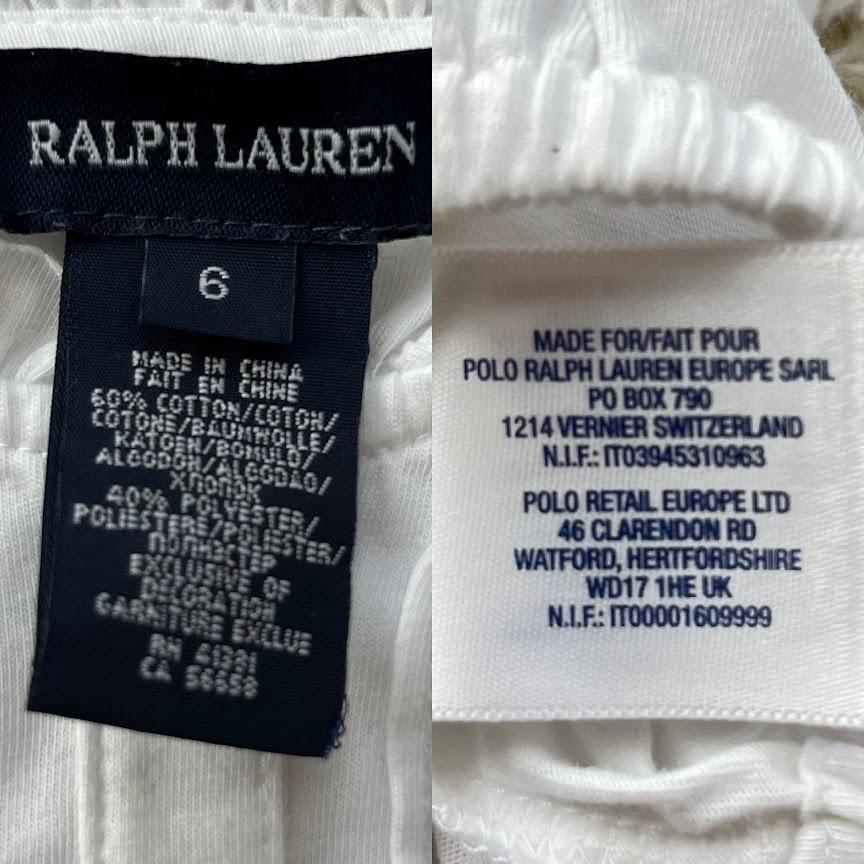 RALPH LAUREN
6
MADE IN CHINA
FAIT EN CHINE
60% COTTON/COTON/
COTONE/BAUMWOLLE/
KATOEN/BOMULD/
ALGODON/ALGODAO/
ХЛОПОК
40% POLYESTER/
POLIESTERE/POLIESTER/
ПОЛИЭСТЕР
EXCLUSIVE OF
DECORATION
GARNITURE EXCLUE
RN 41381
CA 56658
MADE FOR/FAIT POUR
POLO RALPH LAUREN EUROPE SARL
PO BOX 790
1214 VERNIER SWITZERLAND
N.I.F.: IT03945310963
POLO RETAIL EUROPE LTD
46 CLARENDON RD
WATFORD, HERTFORDSHIRE
WD17 1HE UK
N.I.F.: IT00001609999